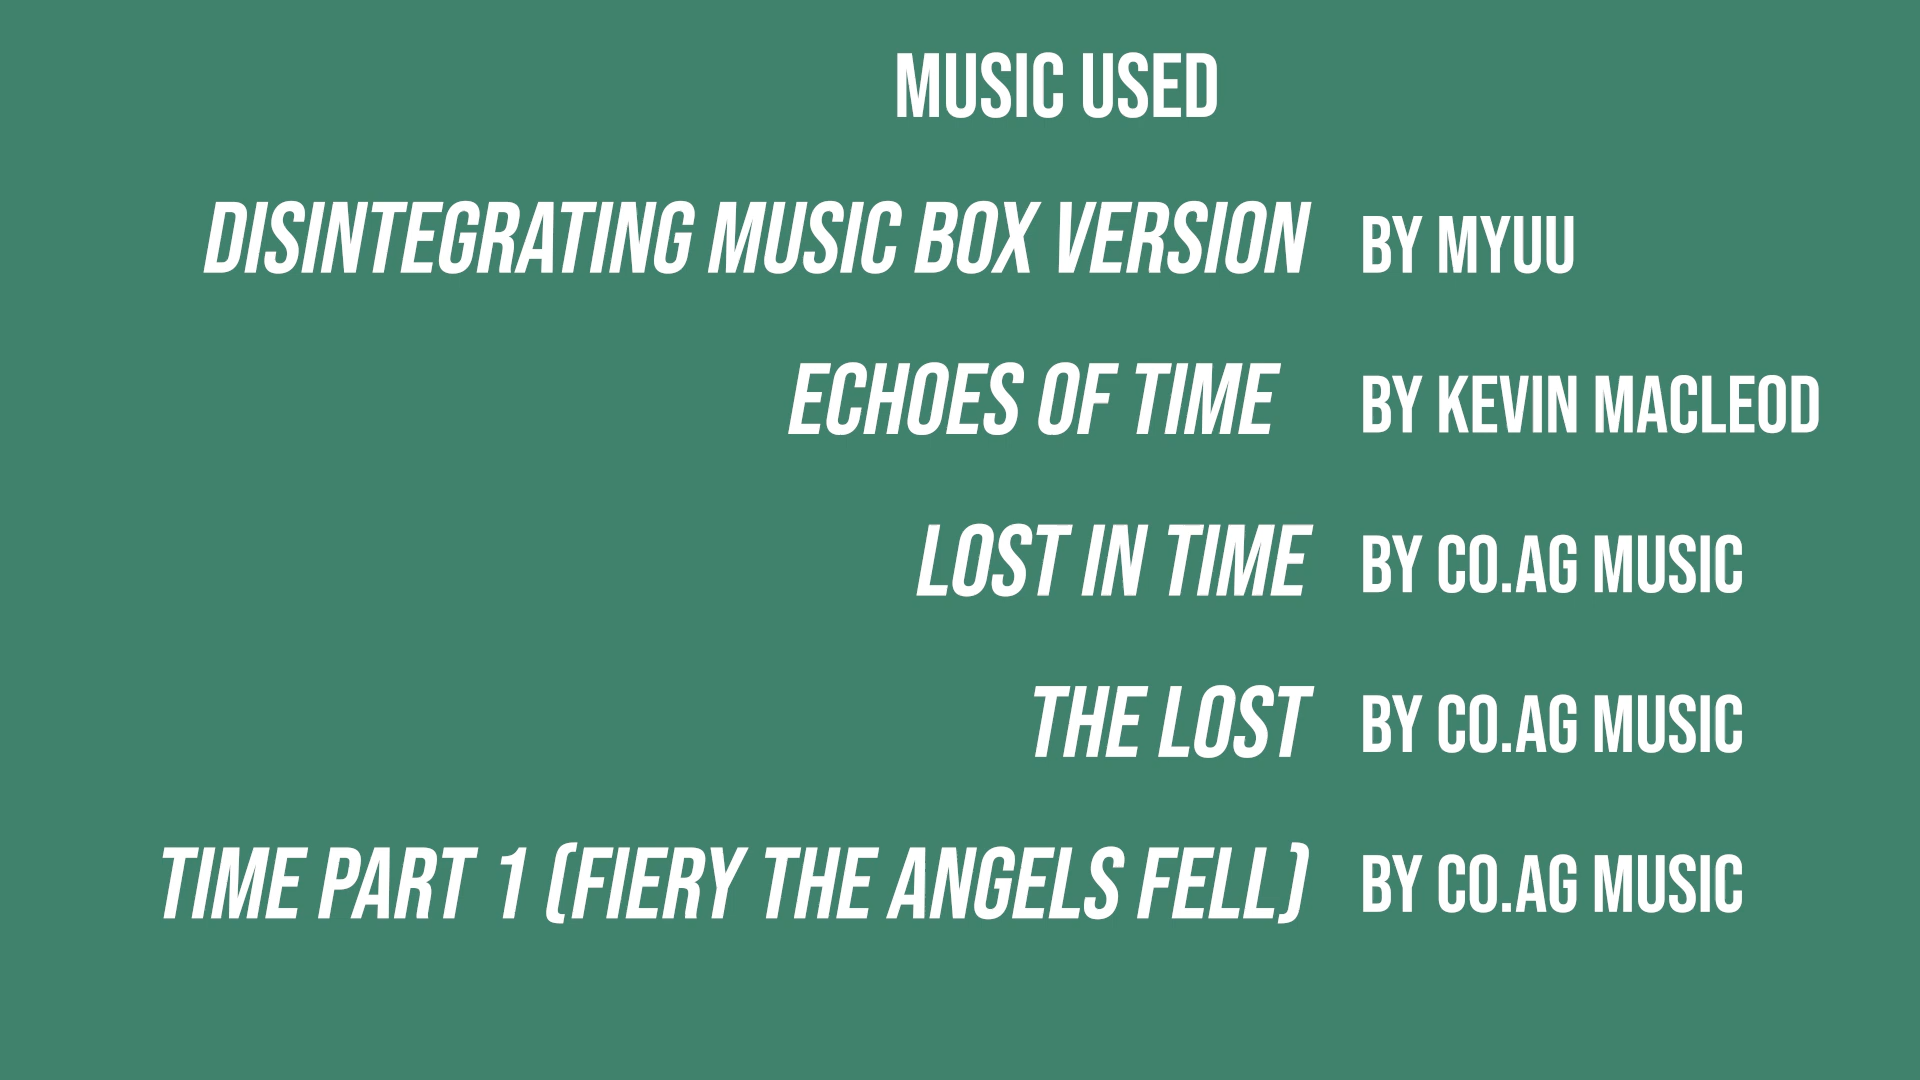 MUSIC USED
DISINTEGRATING MUSIC BOX VERSION BY MYUU
ECHOES OF TIME BY KEVIN MACLEOD
LOST IN TIME BY CO.AG MUSIC
THE LOST BY CO.AG MUSIC
TIME PART 1 (FIERY THE ANGELS FELL) BY CO.AG MUSIC